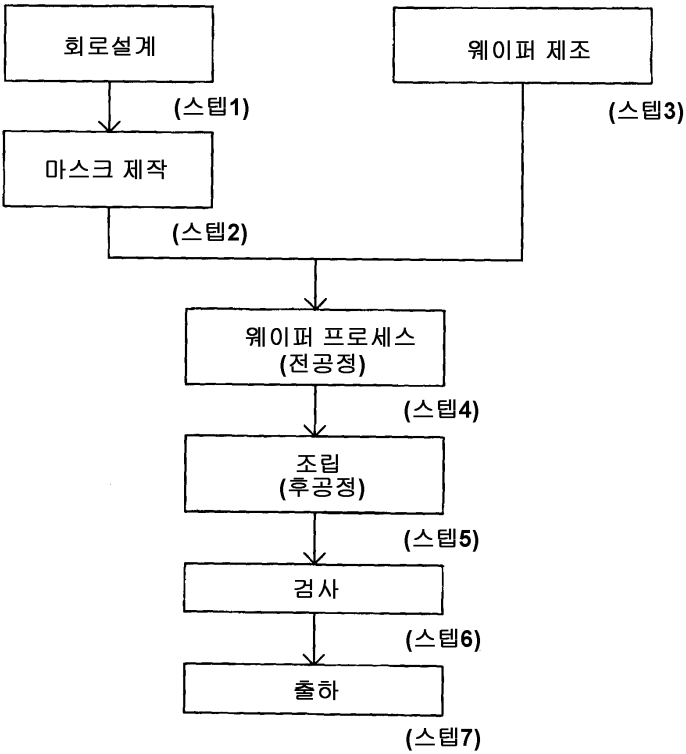 회로설계
(스텝1)
웨이퍼 제조
(스텝3)
마스크 제작
(스텝2)
웨이퍼 프로세스
(전공정)
(스텝4)
조립
(후공정)
(스텝5)
검사
(스텝6)
출하
(스텝7)